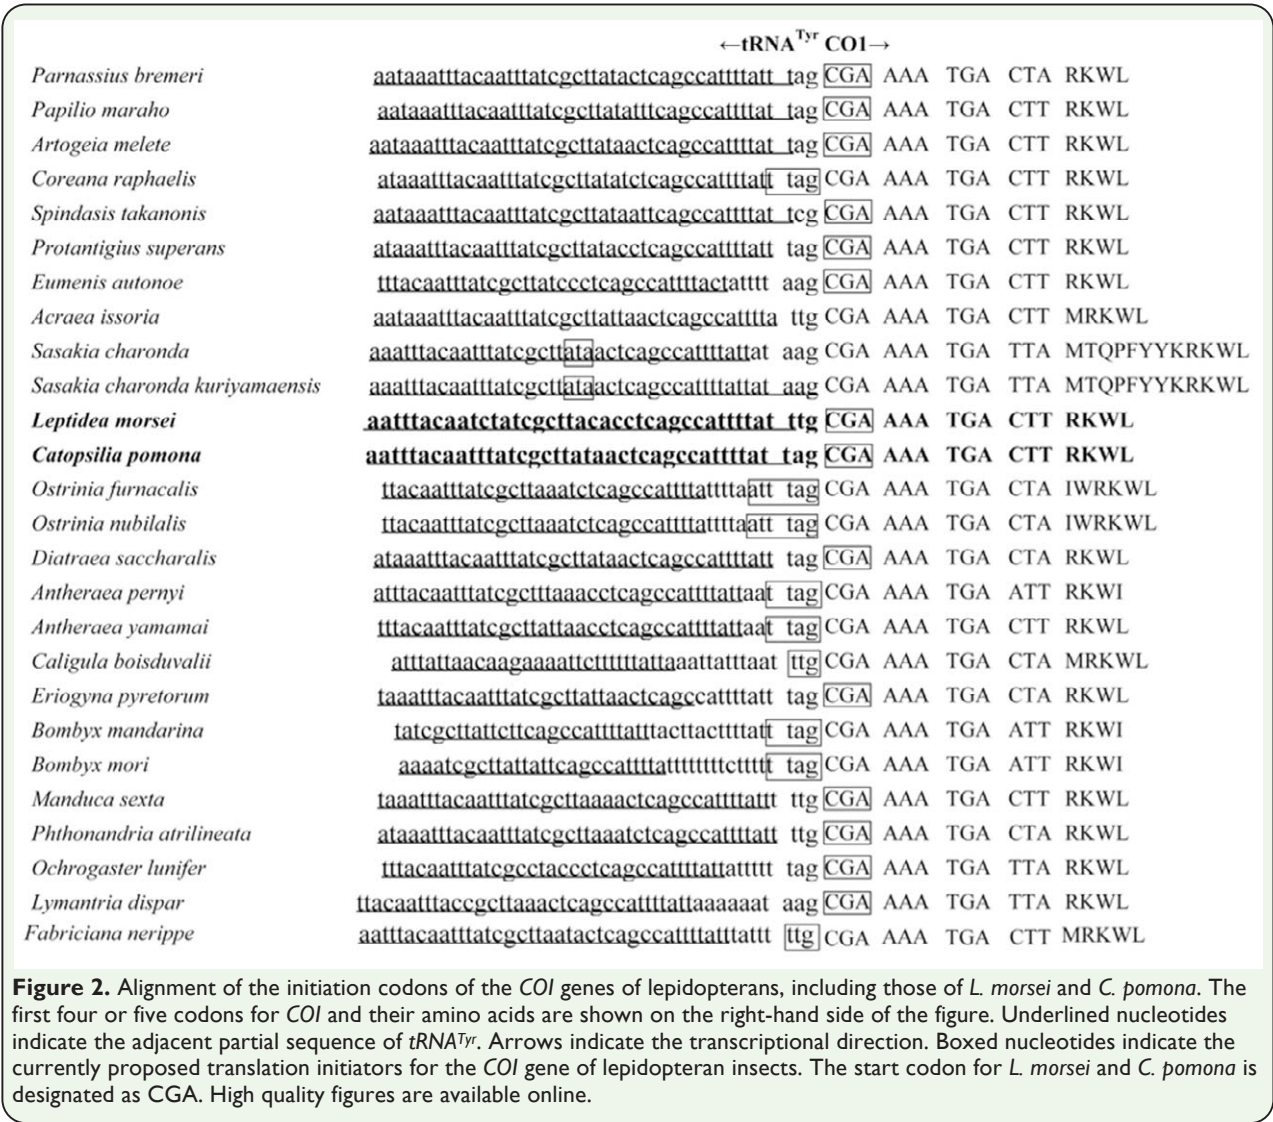 ←tRNATyr CO1→
Parnassius bremeri aataaatttacaatttatcgcttatactcagccattttatt tag CGA AAA TGA CTA RKWL
Papilio maraho aataaatttacaatttatcgcttatatttcagccatttttat tag CGA AAA TGA CTT RKWL
Artogeia melete aataaatttacaatttatcgcttataactcagccattttat tag CGA AAA TGA CTT RKWL
Coreana raphaelis ataaatttacaatttatcgcttatatctcagccattttatt tag CGA AAA TGA CTT RKWL
Spindasis takanonis aataaatttacaatttatcgcttataattcagccattttat tcg CGA AAA TGA CTT RKWL
Protantigius superans ataaatttacaatttatcgcttatacctcagccattttatt tag CGA AAA TGA CTT RKWL
Eumenis autonoe tttacaatttatcgcttatccctcagccattttactatttt aag CGA AAA TGA CTT RKWL
Acraea issoria aataaatttacaatttatcgcttattaactcagccatttta ttg CGA AAA TGA CTT MRKWL
Sasakia charonda aaatttacaatttatcgcttataactcagccattttattat aag CGA AAA TGA TTA MTQPFYYKRKWL
Sasakia charonda kuriyamaensis aaatttacaatttatcgcttataactcagccattttattat aag CGA AAA TGA TTA MTQPFYYKRKWL
Leptidea morsei aatttacaatctatcgcttacacctcagccattttat ttg CGA AAA TGA CTT RKWL
Catopsilia pomona aatttacaatttatcgcttataactcagccattttat tag CGA AAA TGA CTT RKWL
Ostrinia furnacalis ttacaatttatcgcttaaatctcagccattttattttaatt tag CGA AAA TGA CTA IWRKWL
Ostrinia nubilalis ttacaatttatcgcttaaatctcagccattttattttaatt tag CGA AAA TGA CTA IWRKWL
Diatraea saccharalis ataaatttacaatttatcgcttataactcagccattttatt tag CGA AAA TGA CTA RKWL
Antheraea pernyi atttacaatttatcgctttaaacctcagccattttattaat tag CGA AAA TGA ATT RKWI
Antheraea yamamai tttacaatttatcgcttattaacctcagccattttattaat tag CGA AAA TGA CTT RKWL
Caligula boisduvalii atttattaacaagaaaattcttttttattaaattatttaat ttg CGA AAA TGA CTA MRKWL
Eriogyna pyretorum taaatttacaatttatcgcttattaactcagccattttatt tag CGA AAA TGA CTA RKWL
Bombyx mandarina tatcgcttattcttcagccattttatttacttacttttatt tag CGA AAA TGA ATT RKWI
Bombyx mori aaaatcgcttattattcagccattttattttttttcttttt tag CGA AAA TGA ATT RKWI
Manduca sexta taaatttacaatttatcgcttaaaactcagccattttattt ttg CGA AAA TGA CTT RKWL
Phthonandria atrilineata ataaatttacaatttatcgcttaaatctcagccattttatt ttg CGA AAA TGA CTA RKWL
Ochrogaster lunifer tttacaatttatcgcctaccctcagccattttattattttt tag CGA AAA TGA TTA RKWL
Lymantria dispar ttacaatttaccgcttaaactcagccattttattaaaaaat aag CGA AAA TGA TTA RKWL
Fabriciana nerippe aatttacaatttatcgcttaatactcagccattttatttattt ttg CGA AAA TGA CTT MRKWL
Figure 2. Alignment of the initiation codons of the COI genes of lepidopterans, including those of L. morsei and C. pomona. The
first four or five codons for COI and their amino acids are shown on the right-hand side of the figure. Underlined nucleotides
indicate the adjacent partial sequence of tRNATyr. Arrows indicate the transcriptional direction. Boxed nucleotides indicate the
currently proposed translation initiators for the COI gene of lepidopteran insects. The start codon for L. morsei and C. pomona is
designated as CGA. High quality figures are available online.